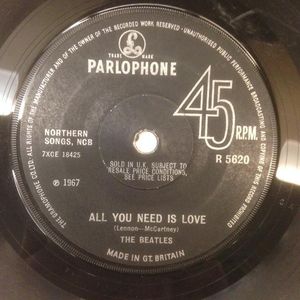 THE PARLOPHONE CO. LTD. ALL RIGHTS OF THE MANUFACTURER AND OF THE OWNER OF THE RECORDED WORK RESERVED · UNAUTHORISED PUBLIC PERFORMANCE BROADCASTING AND COPYING OF THIS RECORD PROHIBITED
TRADE MARK
PARLOPHONE
45
R.P.M.
NORTHERN
SONGS, NCB
7XCE 18425
R 5620
SOLD IN U.K. SUBJECT TO
RESALE PRICE CONDITIONS,
SEE PRICE LISTS
℗ 1967
ALL YOU NEED IS LOVE
(Lennon—McCartney)
THE BEATLES
MADE IN GT. BRITAIN